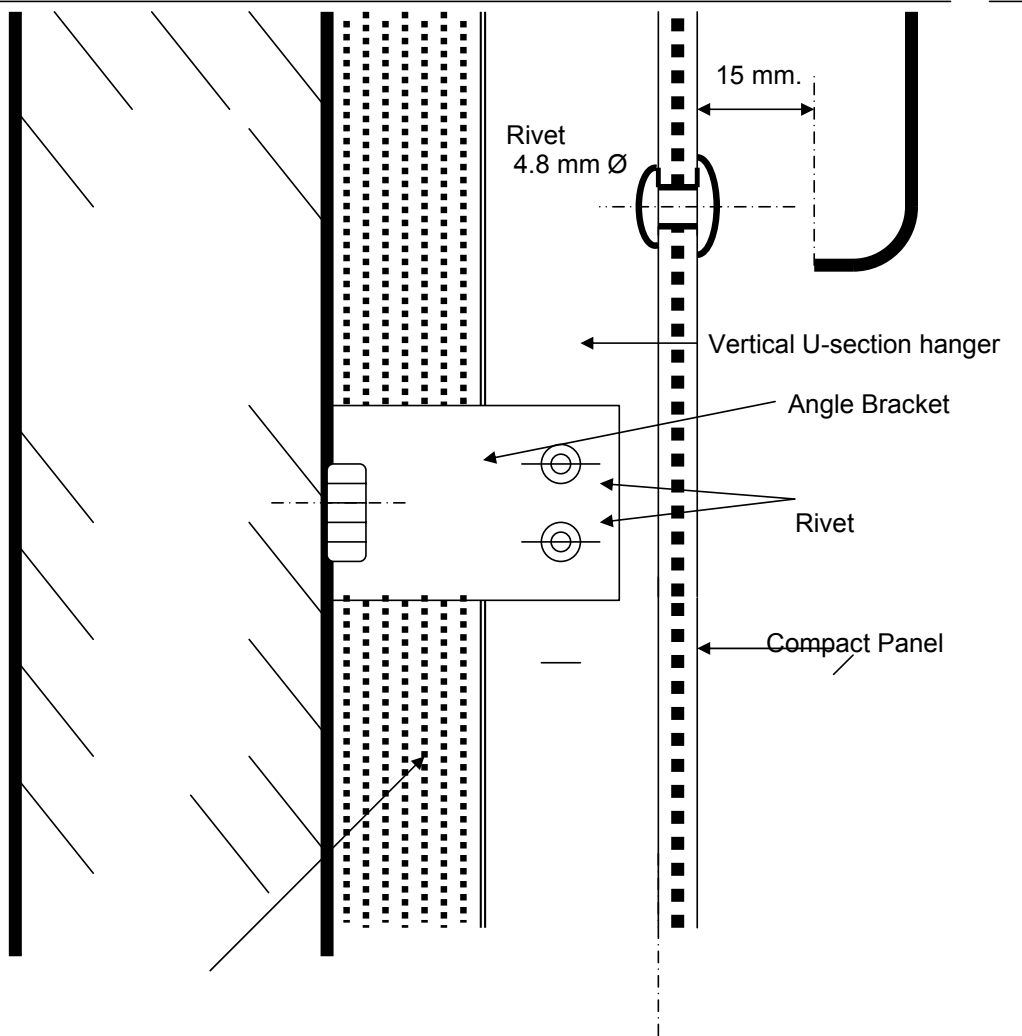 15 mm.
Rivet
4.8 mm Ø
Vertical U-section hanger
Angle Bracket
Rivet
Compact Panel